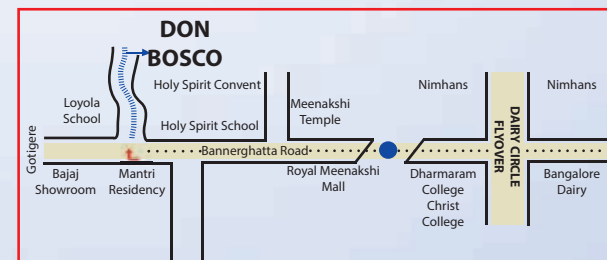 DON
BOSCO
Holy Spirit Convent
Nimhans
Nimhans
Loyola
School
Meenakshi
Temple
Holy Spirit School
DAIRY CIRCLE
FLYOVER
Gotigere
Bannerghatta Road
Bajaj
Showroom
Mantri
Residency
Royal Meenakshi
Mall
Dharmaram
College
Christ
College
Bangalore
Dairy